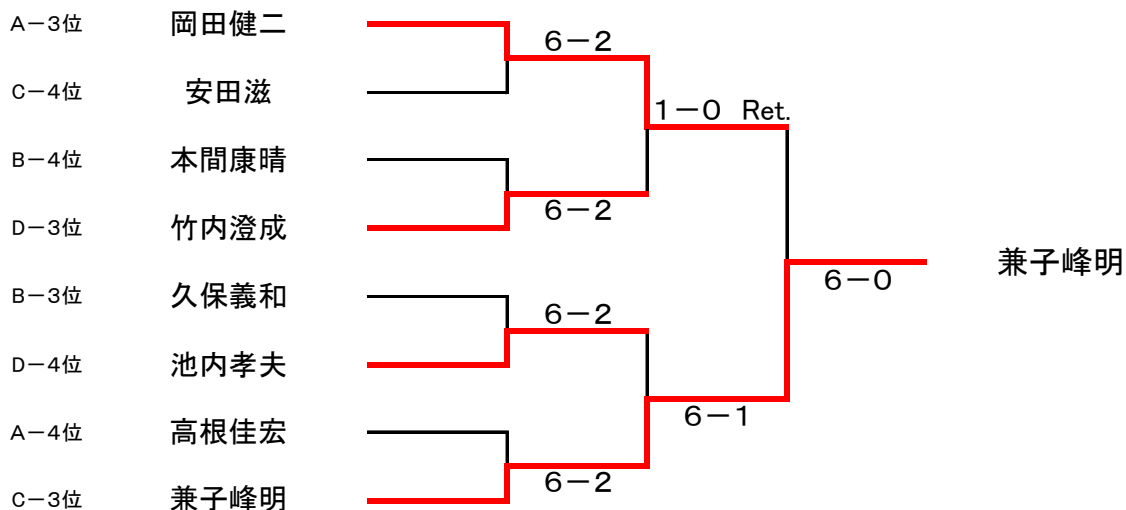 A－3位 岡田健二
6－2
C－4位 安田滋
1－0 Ret.
B－4位 本間康晴
6－2
D－3位 竹内澄成
兼子峰明
6－0
B－3位 久保義和
6－2
D－4位 池内孝夫
6－1
A－4位 高根佳宏
6－2
C－3位 兼子峰明